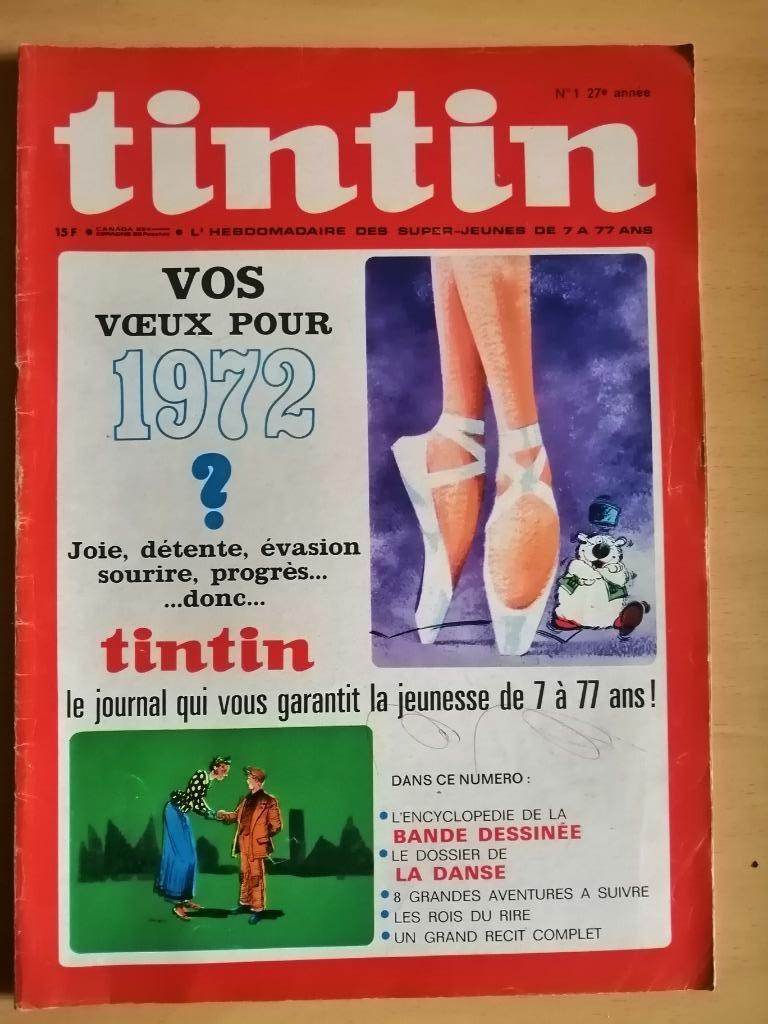 N° 1 27e année
tintin
15 F • CANADA • L'HEBDOMADAIRE DES SUPER-JEUNES DE 7 A 77 ANS
ESPAGNE
VOS
VŒUX POUR
1972
?
Joie, détente, évasion
sourire, progrès...
...donc...
tintin
le journal qui vous garantit la jeunesse de 7 à 77 ans !
DANS CE NUMERO :
• L'ENCYCLOPEDIE DE LA
BANDE DESSINÉE
• LE DOSSIER DE
LA DANSE
• 8 GRANDES AVENTURES A SUIVRE
• LES ROIS DU RIRE
• UN GRAND RECIT COMPLET